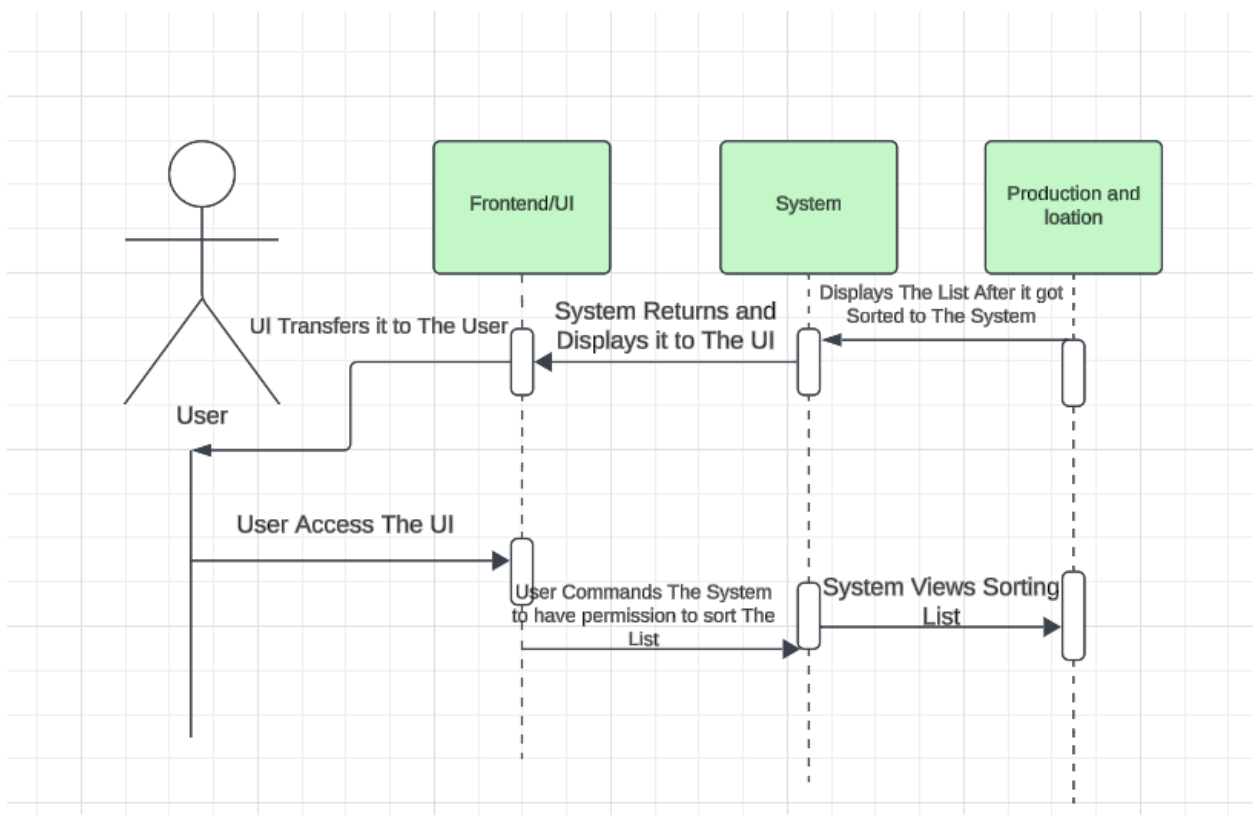 Frontend/UI
System
Production and
loation
Displays The List After it got
Sorted to The System
System Returns and
Displays it to The UI
UI Transfers it to The User
User
User Access The UI
User Commands The System
to have permission to sort The
List
System Views Sorting
List